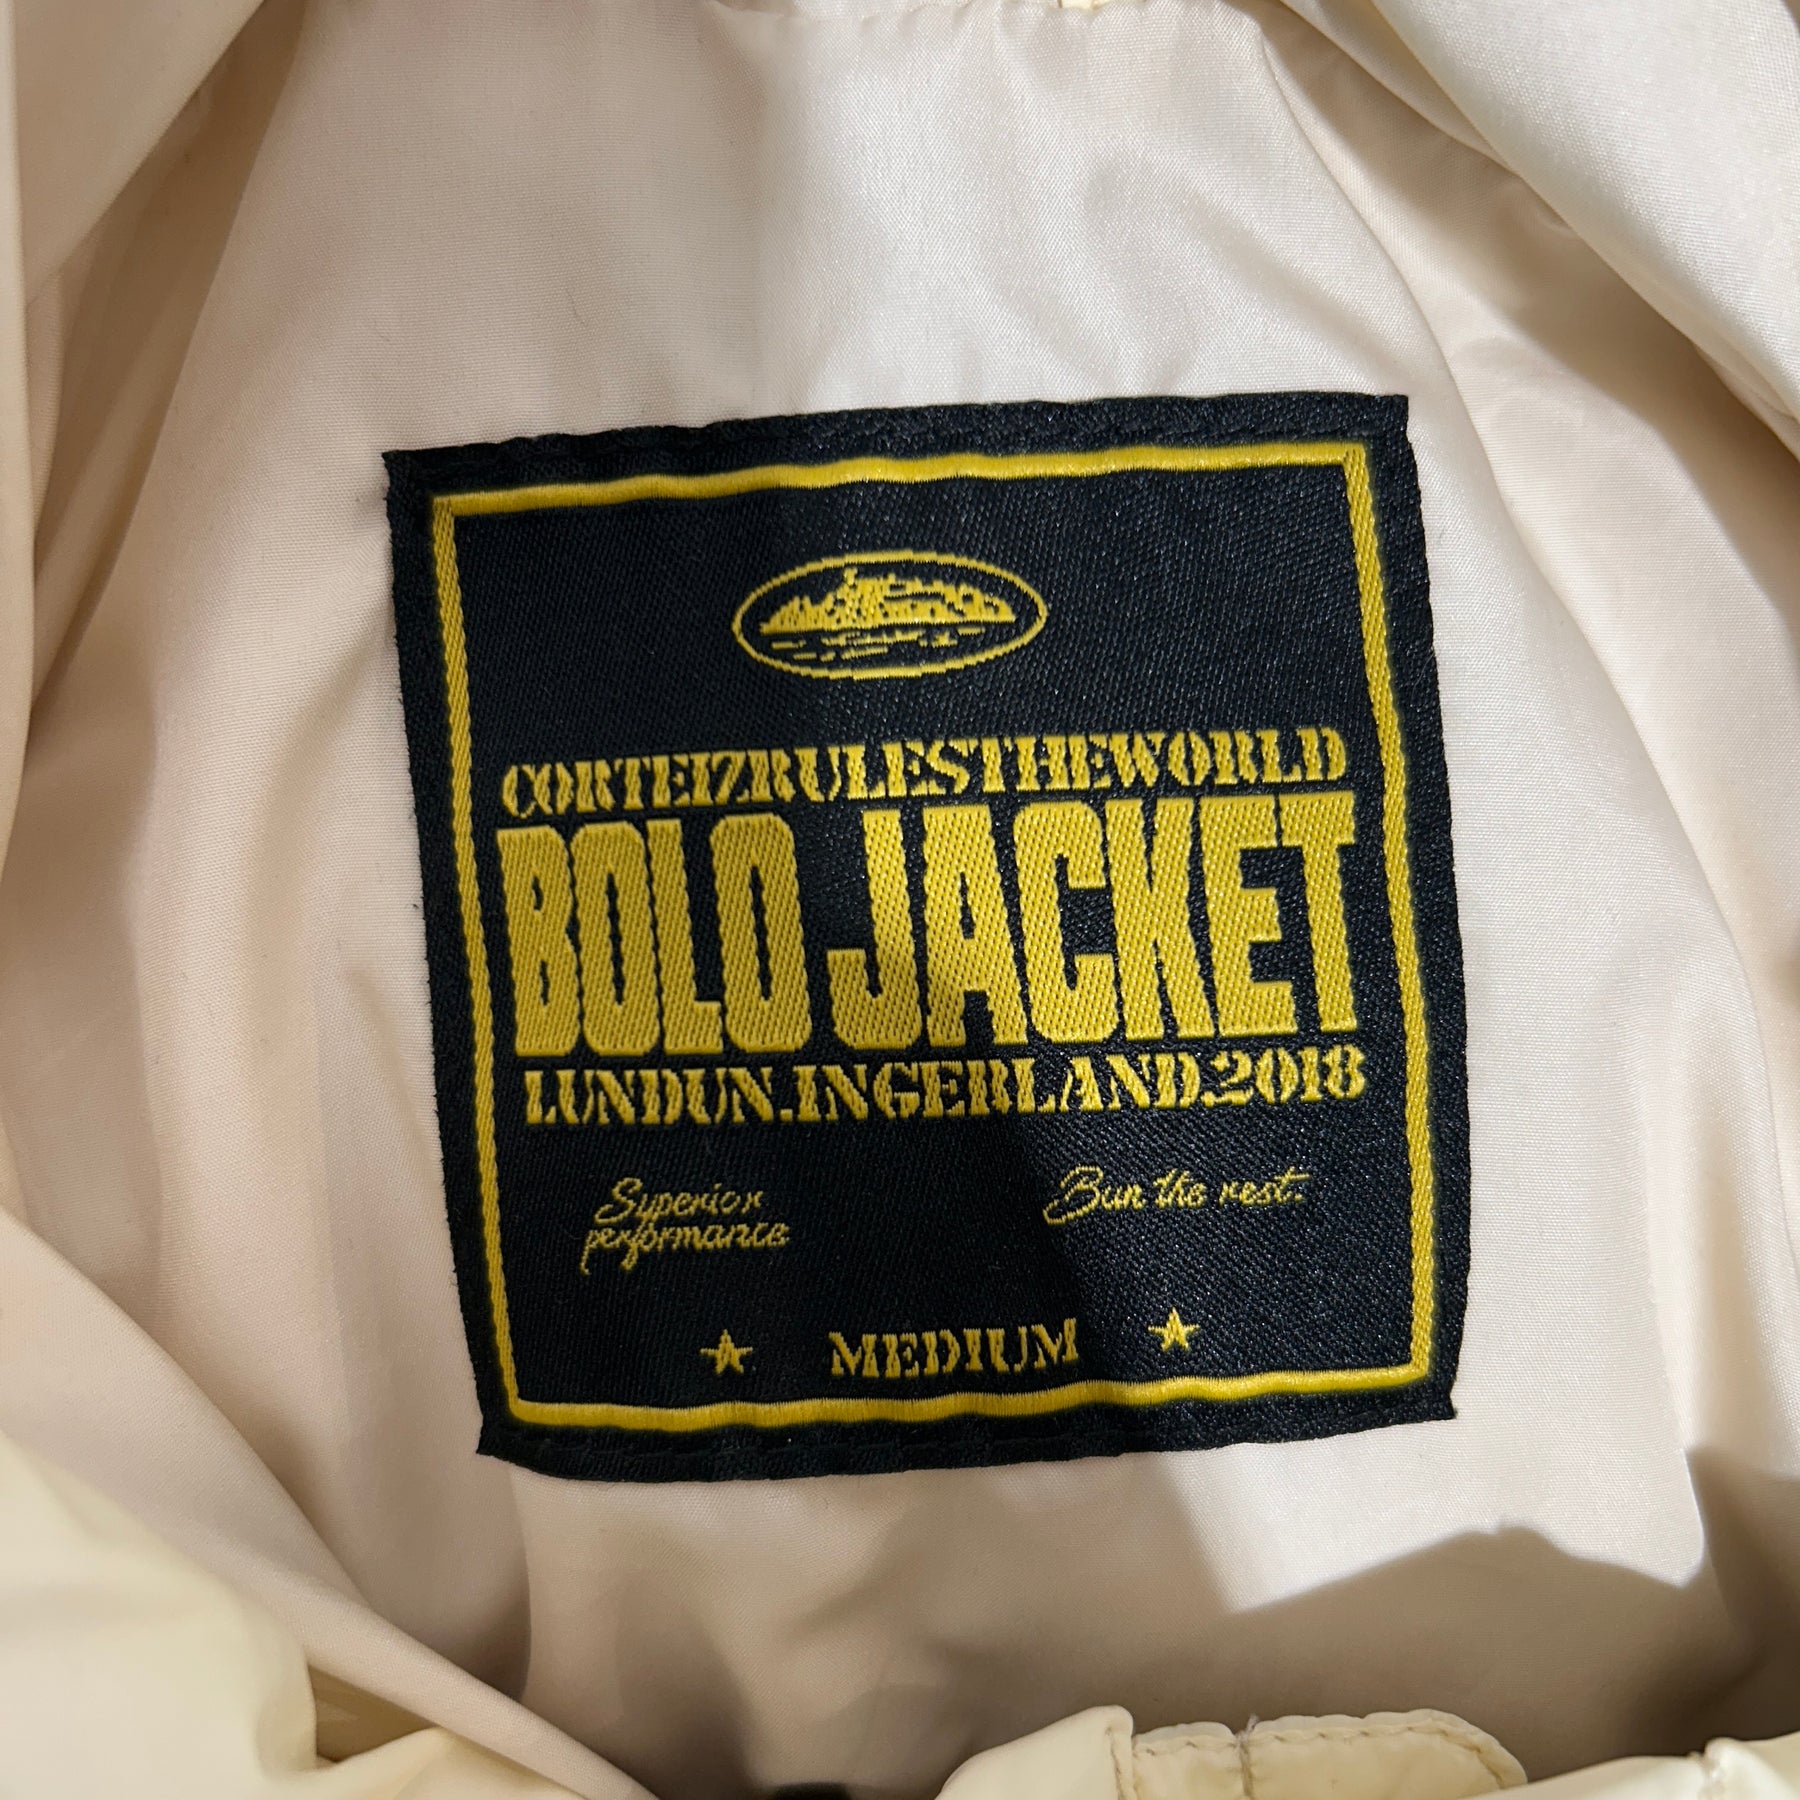 CORTEIZRULESTHEWORLD
BOLO JACKET
LUNDUN.INGERLAND.2018
Superior
performance
Bun the rest.
MEDIUM